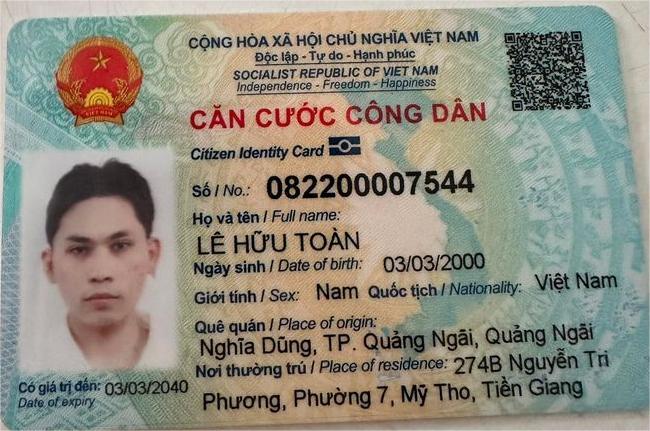 CỘNG HÒA XÃ HỘI CHỦ NGHĨA VIỆT NAM
Độc lập - Tự do - Hạnh phúc
SOCIALIST REPUBLIC OF VIET NAM
Independence - Freedom - Happiness
CĂN CƯỚC CÔNG DÂN
Citizen Identity Card
Số / No.: 082200007544
Họ và tên / Full name:
LÊ HỮU TOÀN
Ngày sinh / Date of birth: 03/03/2000
Giới tính / Sex: Nam Quốc tịch / Nationality: Việt Nam
Quê quán / Place of origin:
Nghĩa Dũng, TP. Quảng Ngãi, Quảng Ngãi
Nơi thường trú / Place of residence: 274B Nguyễn Tri
Phương, Phường 7, Mỹ Tho, Tiền Giang
Có giá trị đến: 03/03/2040
Date of expiry